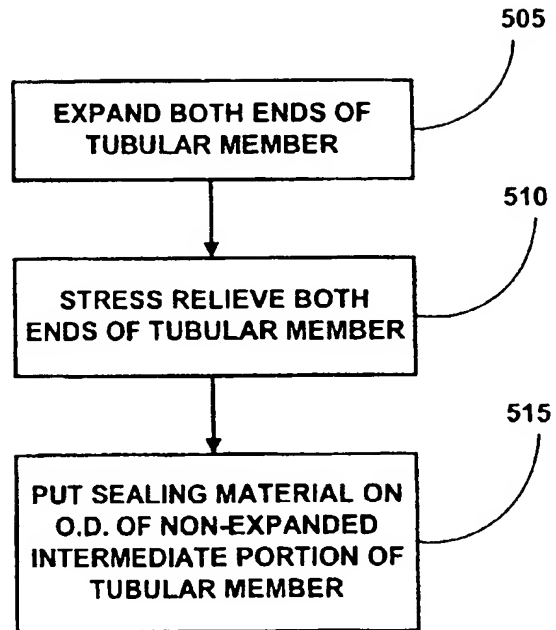 505
EXPAND BOTH ENDS OF
TUBULAR MEMBER
510
STRESS RELIEVE BOTH
ENDS OF TUBULAR MEMBER
515
PUT SEALING MATERIAL ON
O.D. OF NON-EXPANDED
INTERMEDIATE PORTION OF
TUBULAR MEMBER